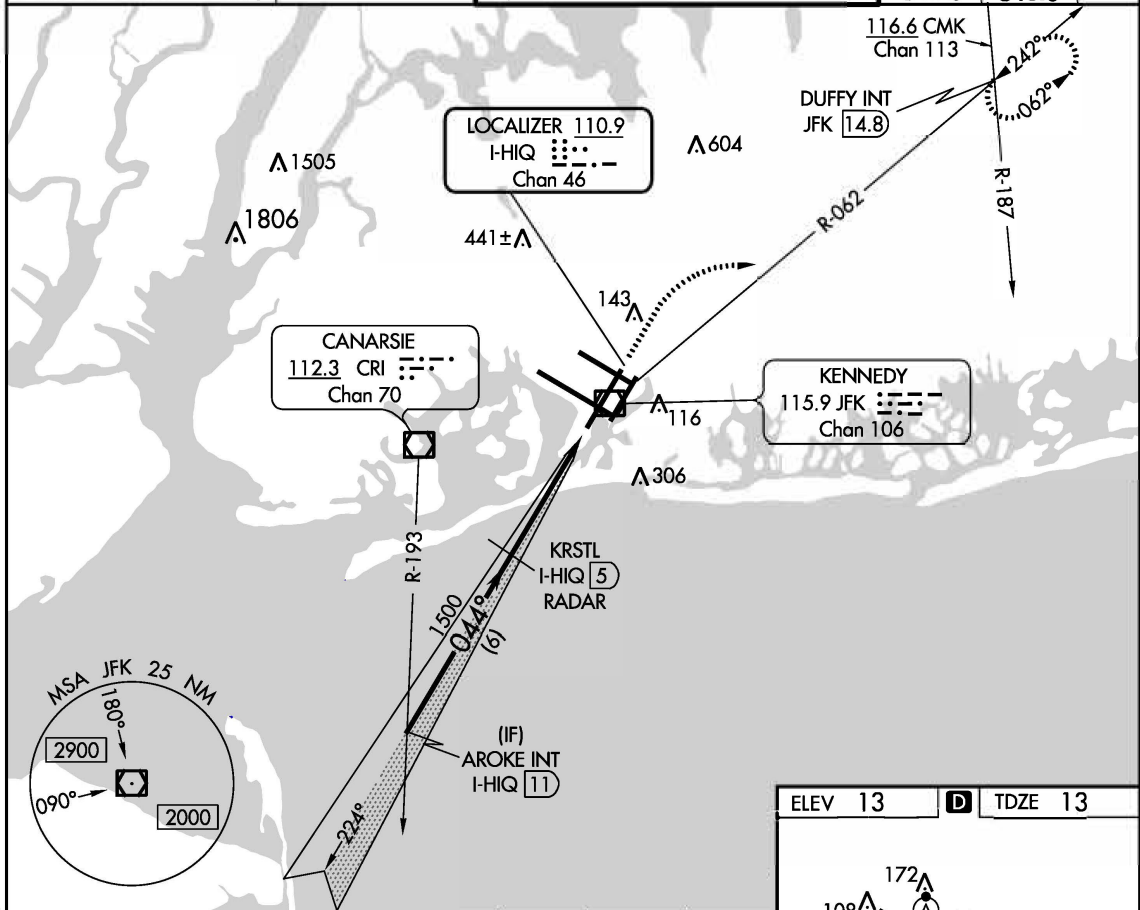 116.6 CMK
Chan 113
242°
062°
DUFFY INT
JFK 14.8
LOCALIZER 110.9
I-HIQ
Chan 46
604
1505
1806
R-187
R-062
441±
143
CANARSIE
112.3 CRI
Chan 70
KENNEDY
115.9 JFK
Chan 106
116
306
R-193
KRSTL
I-HIQ 5
RADAR
1500
044°
(6)
MSA JFK 25 NM
180°
2900
090°
2000
(IF)
AROKE INT
I-HIQ 11
224°
ELEV 13 D TDZE 13
172
A